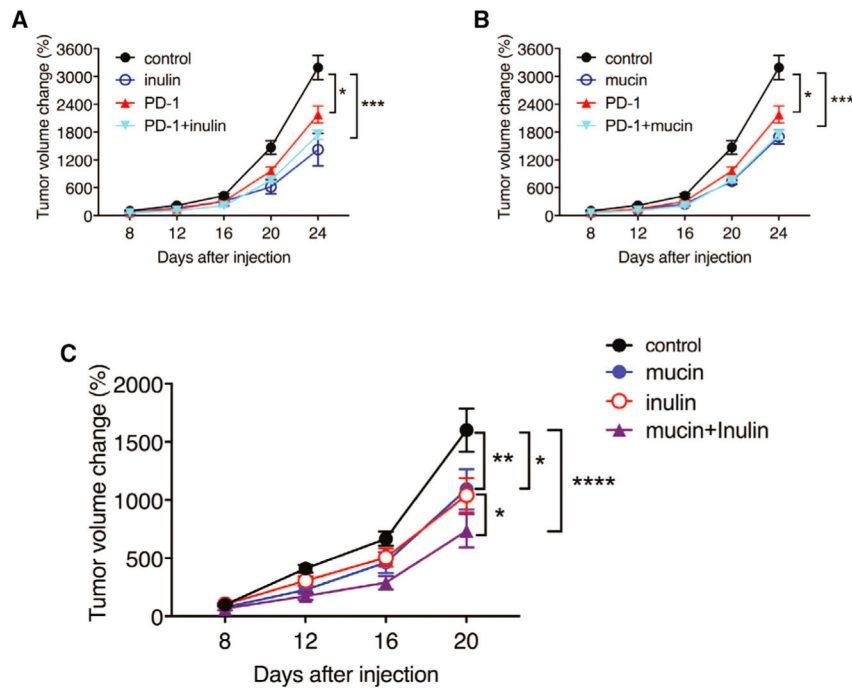 A
Tumor volume change (%)
3600
3000
2400
1800
1200
600
0
control
inulin
PD-1
PD-1+inulin
*
***
8 12 16 20 24
Days after injection
B
Tumor volume change (%)
3600
3000
2400
1800
1200
600
0
control
mucin
PD-1
PD-1+mucin
*
***
8 12 16 20 24
Days after injection
C
Tumor volume change (%)
2000
1500
1000
500
0
control
mucin
inulin
mucin+Inulin
**
*
****
*
8 12 16 20
Days after injection